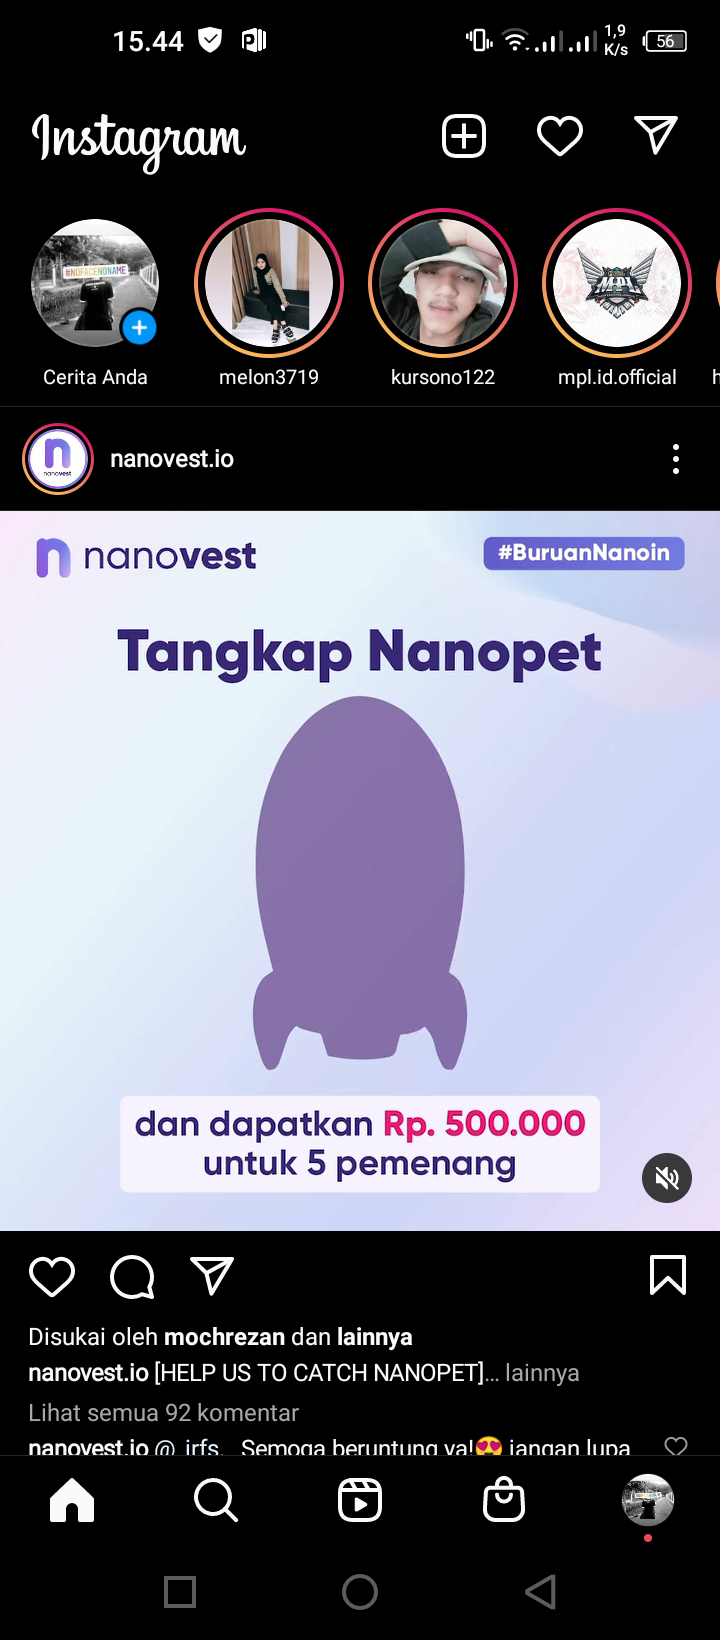 15.44
1,9
K/s
56
Instagram
#NOFACENONAME
Cerita Anda
melon3719
kursono122
MPL
mpl.id.official
h
nanovest
nanovest.io
nanovest
#BuruanNanoin
Tangkap Nanopet
dan dapatkan Rp. 500.000
untuk 5 pemenang
Disukai oleh mochrezan dan lainnya
nanovest.io [HELP US TO CATCH NANOPET]... lainnya
Lihat semua 92 komentar
nanovest.io @_irfs._ Semoga beruntung ya!😍 jangan lupa